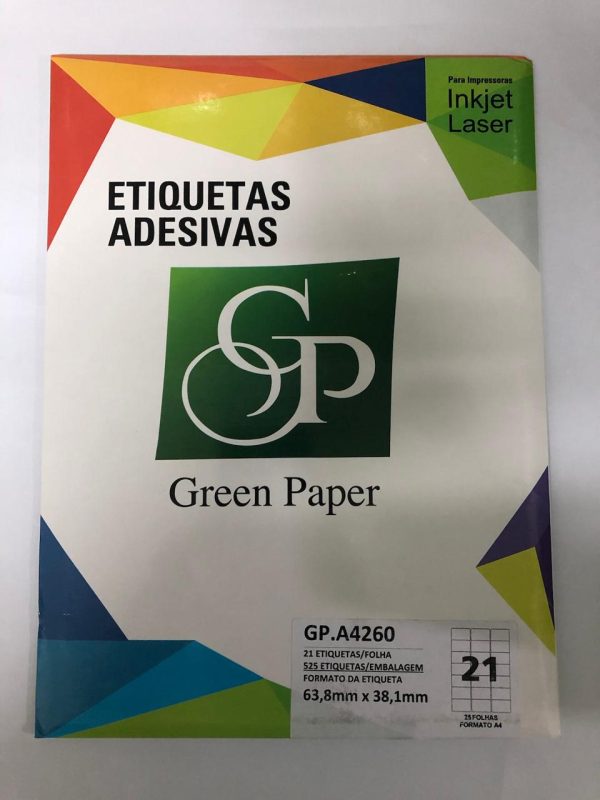 Para Impressoras
Inkjet
Laser
ETIQUETAS
ADESIVAS
GP
Green Paper
GP.A4260
21 ETIQUETAS/FOLHA
525 ETIQUETAS/EMBALAGEM
FORMATO DA ETIQUETA
63,8mm x 38,1mm
21
25 FOLHAS
FORMATO A4